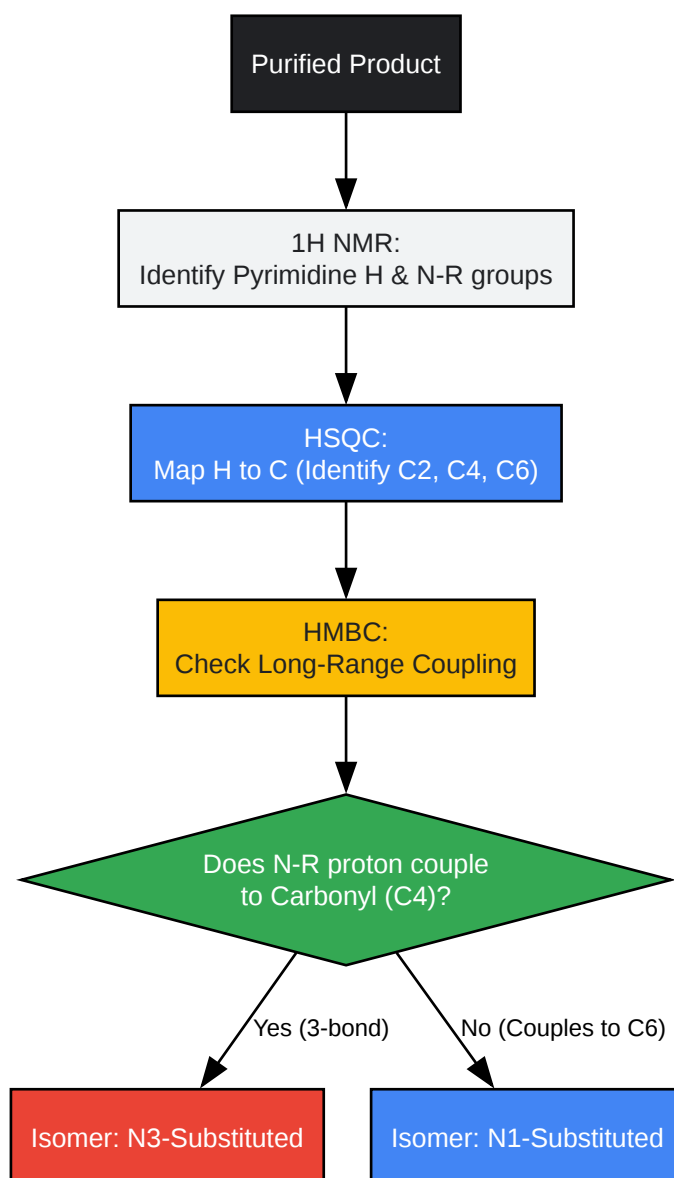 Purified Product
1H NMR:
Identify Pyrimidine H & N-R groups
HSQC:
Map H to C (Identify C2, C4, C6)
HMBC:
Check Long-Range Coupling
Does N-R proton couple
to Carbonyl (C4)?
Yes (3-bond)
No (Couples to C6)
Isomer: N3-Substituted
Isomer: N1-Substituted